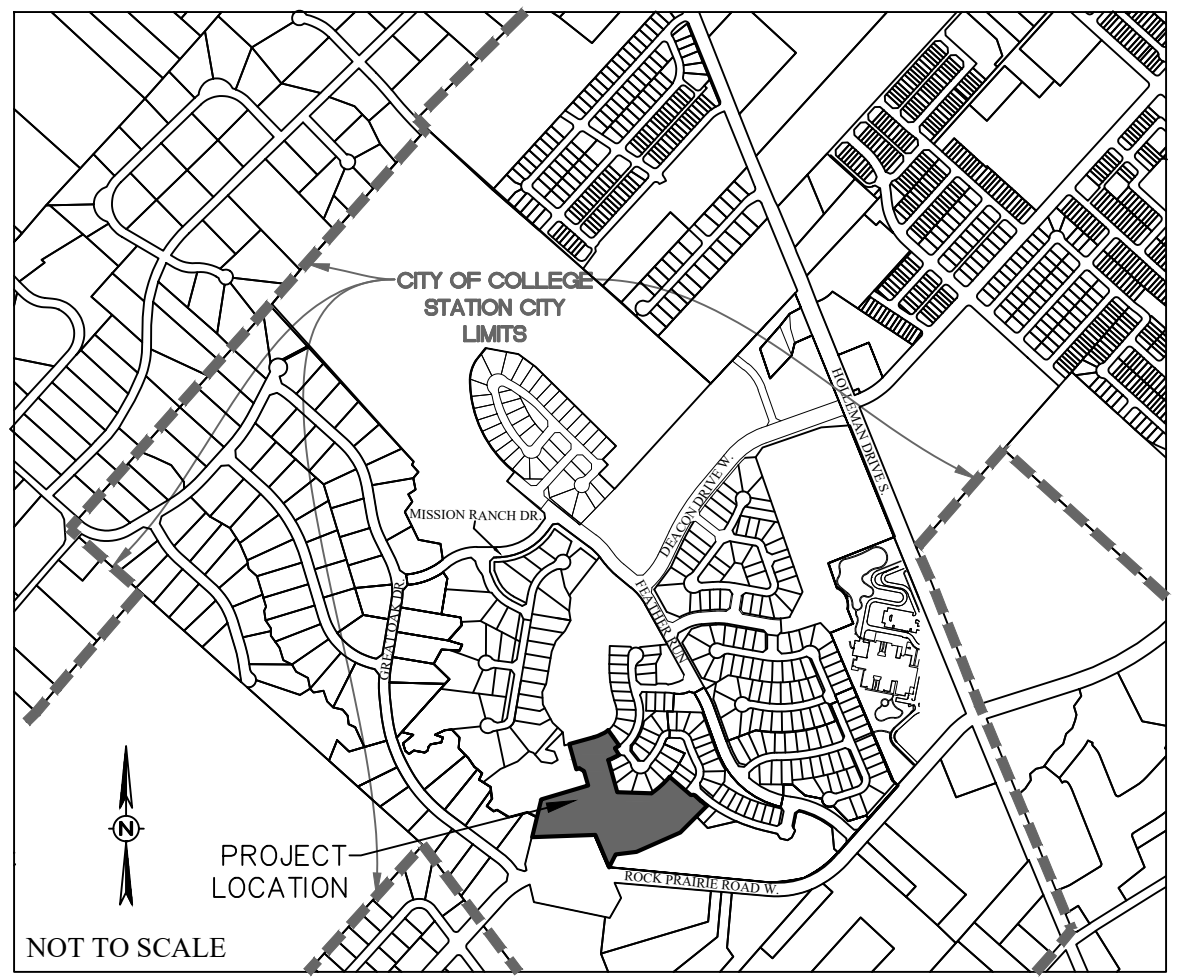 CITY OF COLLEGE
STATION CITY
LIMITS
HOLLEMAN DRIVE S.
DEACON DRIVE W.
MISSION RANCH DR.
FEATHER RUN
GREAT OAK DR.
N
PROJECT
LOCATION
ROCK PRAIRIE ROAD W.
NOT TO SCALE